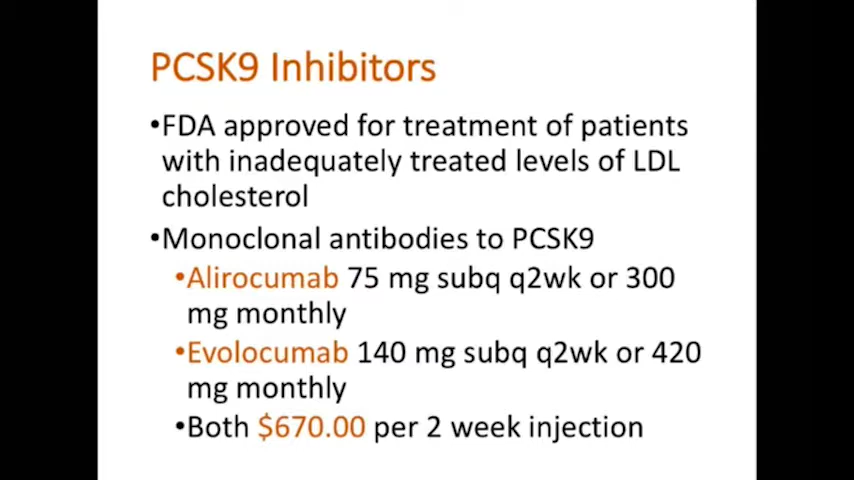 PCSK9 Inhibitors
•FDA approved for treatment of patients
with inadequately treated levels of LDL
cholesterol
•Monoclonal antibodies to PCSK9
•Alirocumab 75 mg subq q2wk or 300
mg monthly
•Evolocumab 140 mg subq q2wk or 420
mg monthly
•Both $670.00 per 2 week injection